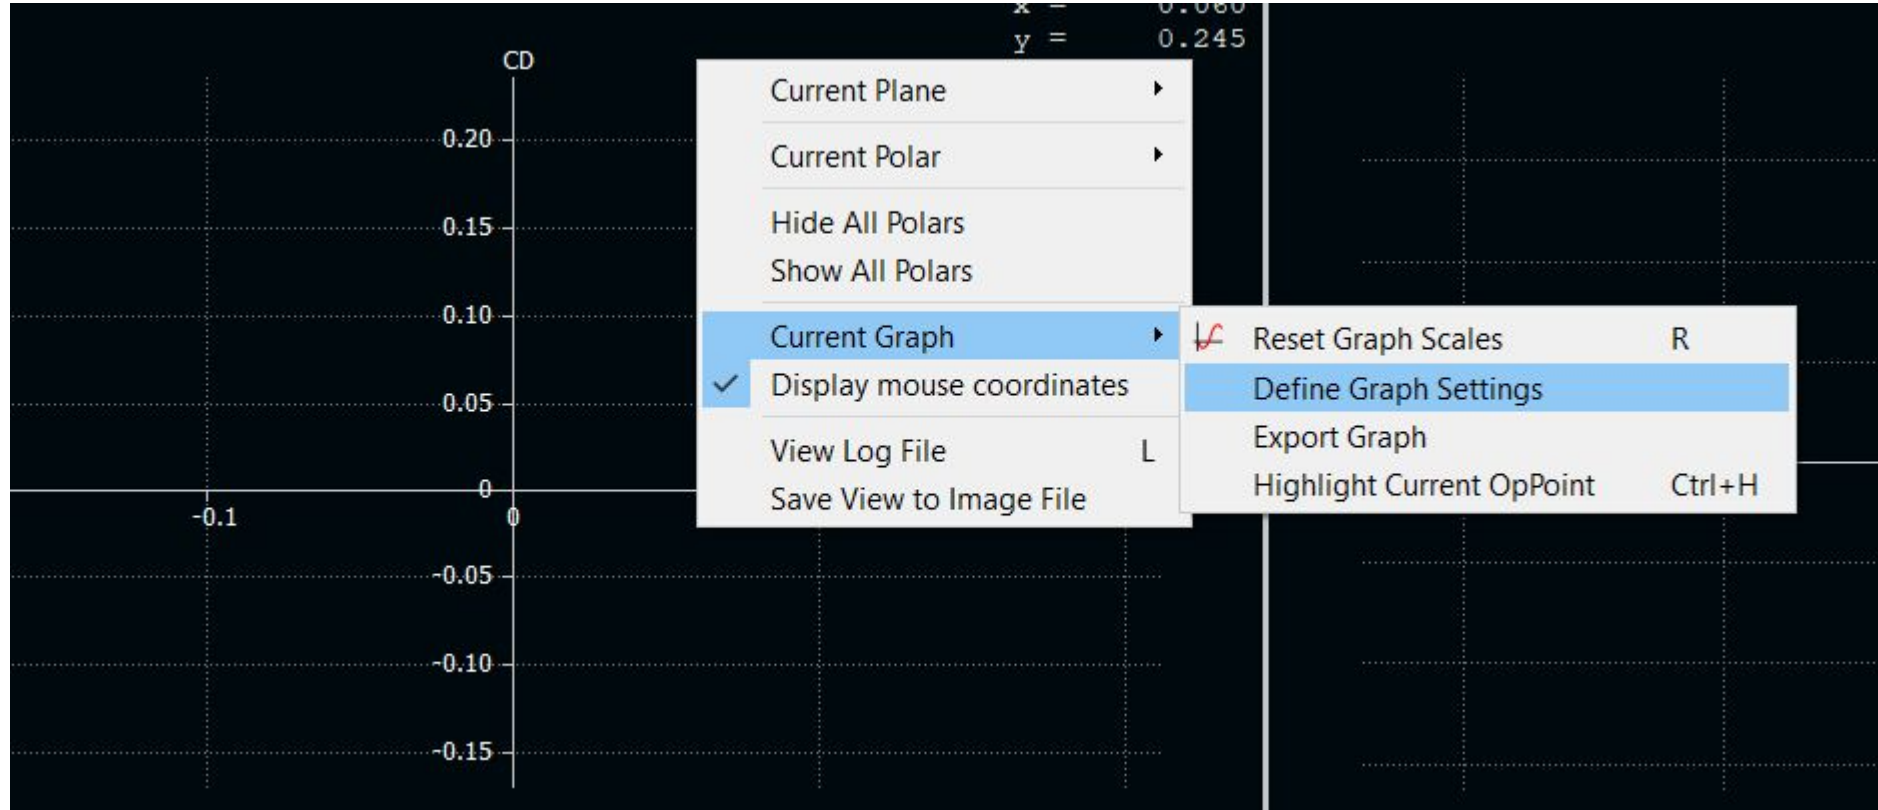 x = 0.060
y = 0.245
CD
0.20
0.15
0.10
0.05
0
-0.1
0
-0.05
-0.10
-0.15
Current Plane
Current Polar
Hide All Polars
Show All Polars
Current Graph
Display mouse coordinates
View Log File L
Save View to Image File
Reset Graph Scales R
Define Graph Settings
Export Graph
Highlight Current OpPoint Ctrl+H